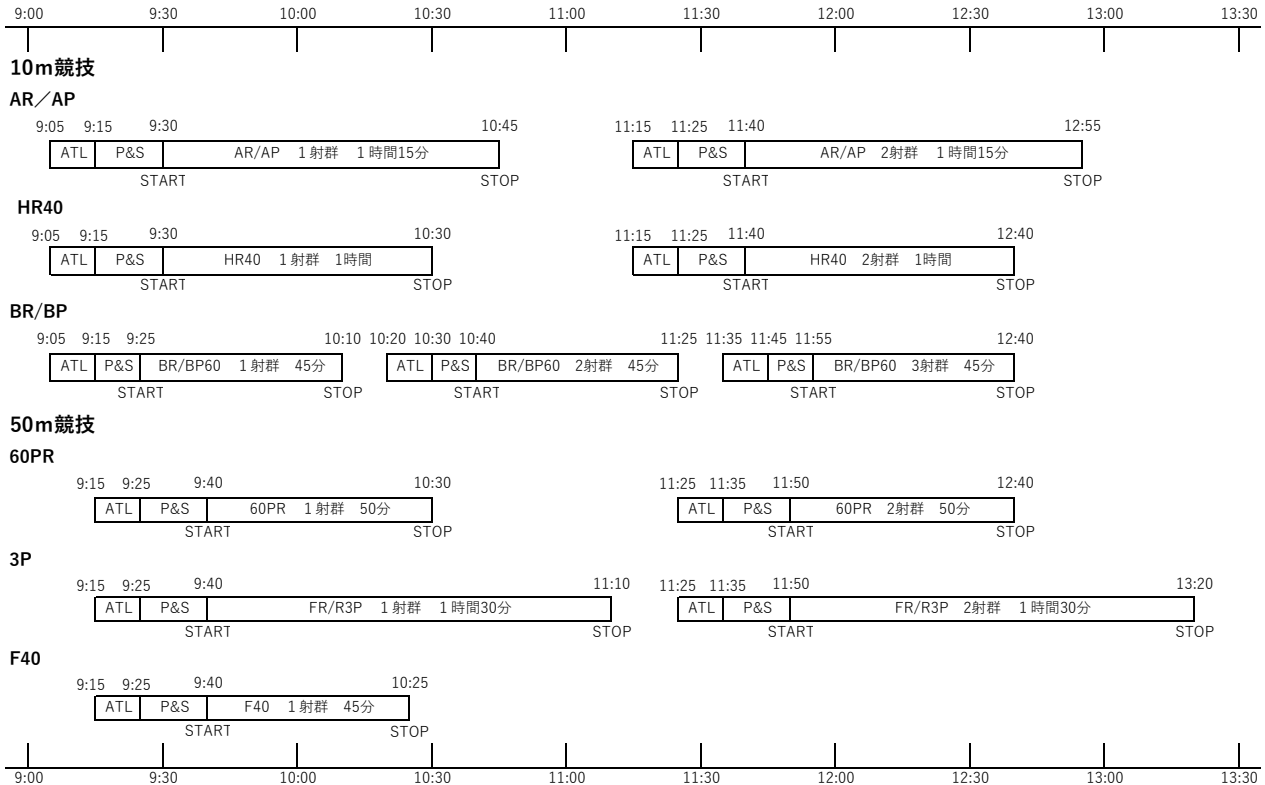 9:00 9:30 10:00 10:30 11:00 11:30 12:00 12:30 13:00 13:30
10m競技
AR／AP
9:05 9:15 9:30 10:45 11:15 11:25 11:40 12:55
ATL P&S AR/AP １射群 １時間15分 ATL P&S AR/AP 2射群 １時間15分
START STOP START STOP
HR40
9:05 9:15 9:30 10:30 11:15 11:25 11:40 12:40
ATL P&S HR40 １射群 1時間 ATL P&S HR40 2射群 1時間
START STOP START STOP
BR/BP
9:05 9:15 9:25 10:10 10:20 10:30 10:40 11:25 11:35 11:45 11:55 12:40
ATL P&S BR/BP60 １射群 45分 ATL P&S BR/BP60 2射群 45分 ATL P&S BR/BP60 3射群 45分
START STOP START STOP START STOP
50m競技
60PR
9:15 9:25 9:40 10:30 11:25 11:35 11:50 12:40
ATL P&S 60PR １射群 50分 ATL P&S 60PR 2射群 50分
START STOP START STOP
3P
9:15 9:25 9:40 11:10 11:25 11:35 11:50 13:20
ATL P&S FR/R3P １射群 １時間30分 ATL P&S FR/R3P 2射群 １時間30分
START STOP START STOP
F40
9:15 9:25 9:40 10:25
ATL P&S F40 １射群 45分
START STOP
9:00 9:30 10:00 10:30 11:00 11:30 12:00 12:30 13:00 13:30